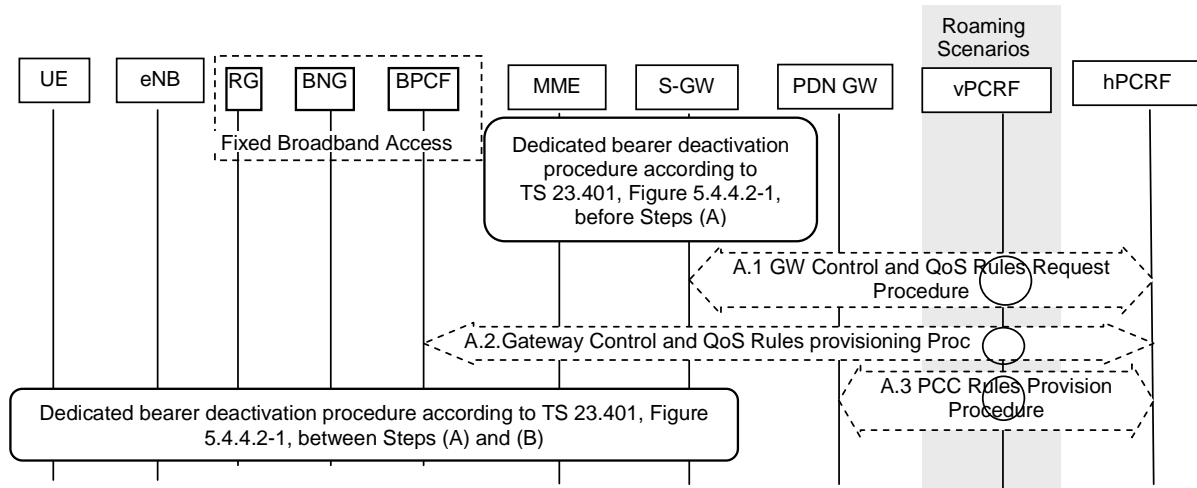 Roaming
Scenarios
UE
eNB
RG
BNG
BPCF
MME
S-GW
PDN GW
vPCRF
hPCRF
Fixed Broadband Access
Dedicated bearer deactivation
procedure according to
TS 23.401, Figure 5.4.4.2-1,
before Steps (A)
A.1 GW Control and QoS Rules Request
Procedure
A.2.Gateway Control and QoS Rules provisioning Proc
A.3 PCC Rules Provision
Procedure
Dedicated bearer deactivation procedure according to TS 23.401, Figure
5.4.4.2-1, between Steps (A) and (B)